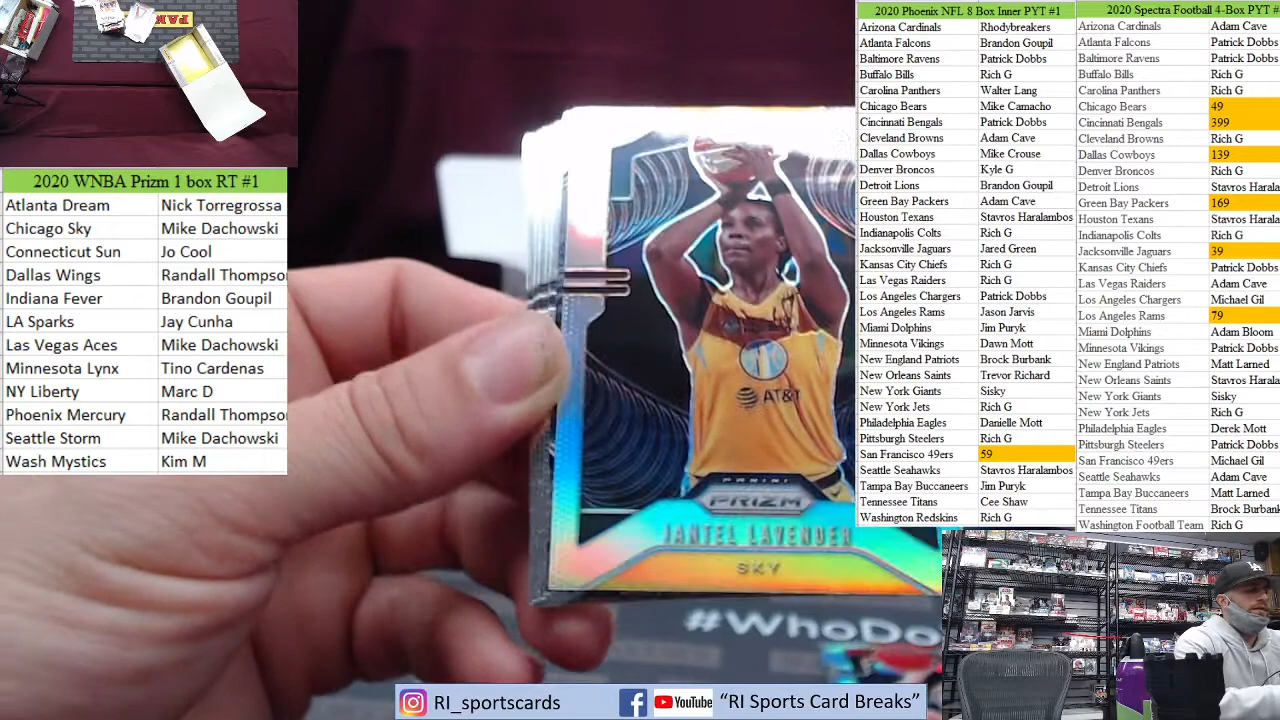 2020 WNBA Prizm 1 box RT #1
Atlanta Dream Nick Torregrossa
Chicago Sky Mike Dachowski
Connecticut Sun Jo Cool
Dallas Wings Randall Thompso
Indiana Fever Brandon Goupil
LA Sparks Jay Cunha
Las Vegas Aces Mike Dachowski
Minnesota Lynx Tino Cardenas
NY Liberty Marc D
Phoenix Mercury Randall Thompso
Seattle Storm Mike Dachowski
Wash Mystics Kim M
AT&T
PANINI
PRIZM
JANTEL LAVENDER
SKY
#WHODO
2020 Phoenix NFL 8 Box Inner PYT #1
Arizona Cardinals Rhodybreakers
Atlanta Falcons Brandon Goupil
Baltimore Ravens Patrick Dobbs
Buffalo Bills Rich G
Carolina Panthers Walter Lang
Chicago Bears Mike Camacho
Cincinnati Bengals Patrick Dobbs
Cleveland Browns Adam Cave
Dallas Cowboys Mike Crouse
Denver Broncos Kyle G
Detroit Lions Brandon Goupil
Green Bay Packers Adam Cave
Houston Texans Stavros Haralambos
Indianapolis Colts Rich G
Jacksonville Jaguars Jared Green
Kansas City Chiefs Rich G
Las Vegas Raiders Rich G
Los Angeles Chargers Patrick Dobbs
Los Angeles Rams Jason Jarvis
Miami Dolphins Jim Puryk
Minnesota Vikings Dawn Mott
New England Patriots Brock Burbank
New Orleans Saints Trevor Richard
New York Giants Sisky
New York Jets Rich G
Philadelphia Eagles Danielle Mott
Pittsburgh Steelers Rich G
San Francisco 49ers 59
Seattle Seahawks Stavros Haralambos
Tampa Bay Buccaneers Jim Puryk
Tennessee Titans Cee Shaw
Washington Redskins Rich G
2020 Spectra Football 4-Box PYT #
Arizona Cardinals Adam Cave
Atlanta Falcons Patrick Dobbs
Baltimore Ravens Patrick Dobbs
Buffalo Bills Rich G
Carolina Panthers Rich G
Chicago Bears 49
Cincinnati Bengals 399
Cleveland Browns Rich G
Dallas Cowboys 139
Denver Broncos Rich G
Detroit Lions Stavros Harala
Green Bay Packers 169
Houston Texans Stavros Harala
Indianapolis Colts Rich G
Jacksonville Jaguars 39
Kansas City Chiefs Patrick Dobbs
Las Vegas Raiders Adam Cave
Los Angeles Chargers Michael Gil
Los Angeles Rams 79
Miami Dolphins Adam Bloom
Minnesota Vikings Patrick Dobbs
New England Patriots Matt Larned
New Orleans Saints Stavros Harala
New York Giants Sisky
New York Jets Rich G
Philadelphia Eagles Derek Mott
Pittsburgh Steelers Patrick Dobbs
San Francisco 49ers Michael Gil
Seattle Seahawks Adam Cave
Tampa Bay Buccaneers Matt Larned
Tennessee Titans Brock Burbank
Washington Football Team Rich G
RI_sportscards
YouTube "RI Sports Card Breaks"